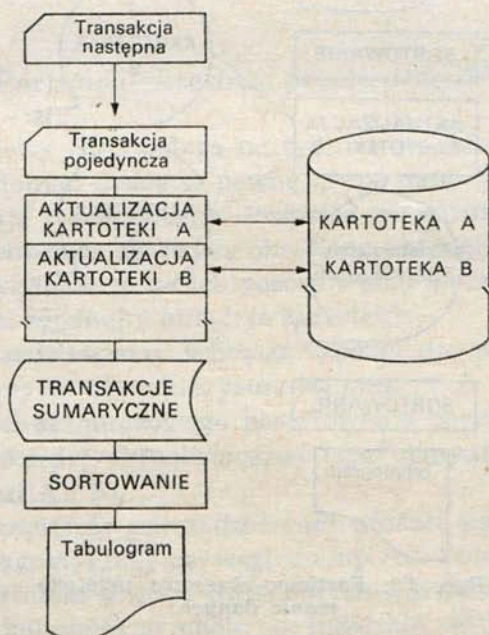 Transakcja
następna
Transakcja
pojedyncza
AKTUALIZACJA
KARTOTEKI A
KARTOTEKA A
AKTUALIZACJA
KARTOTEKI B
KARTOTEKA B
TRANSAKCJE
SUMARYCZNE
SORTOWANIE
Tabulogram